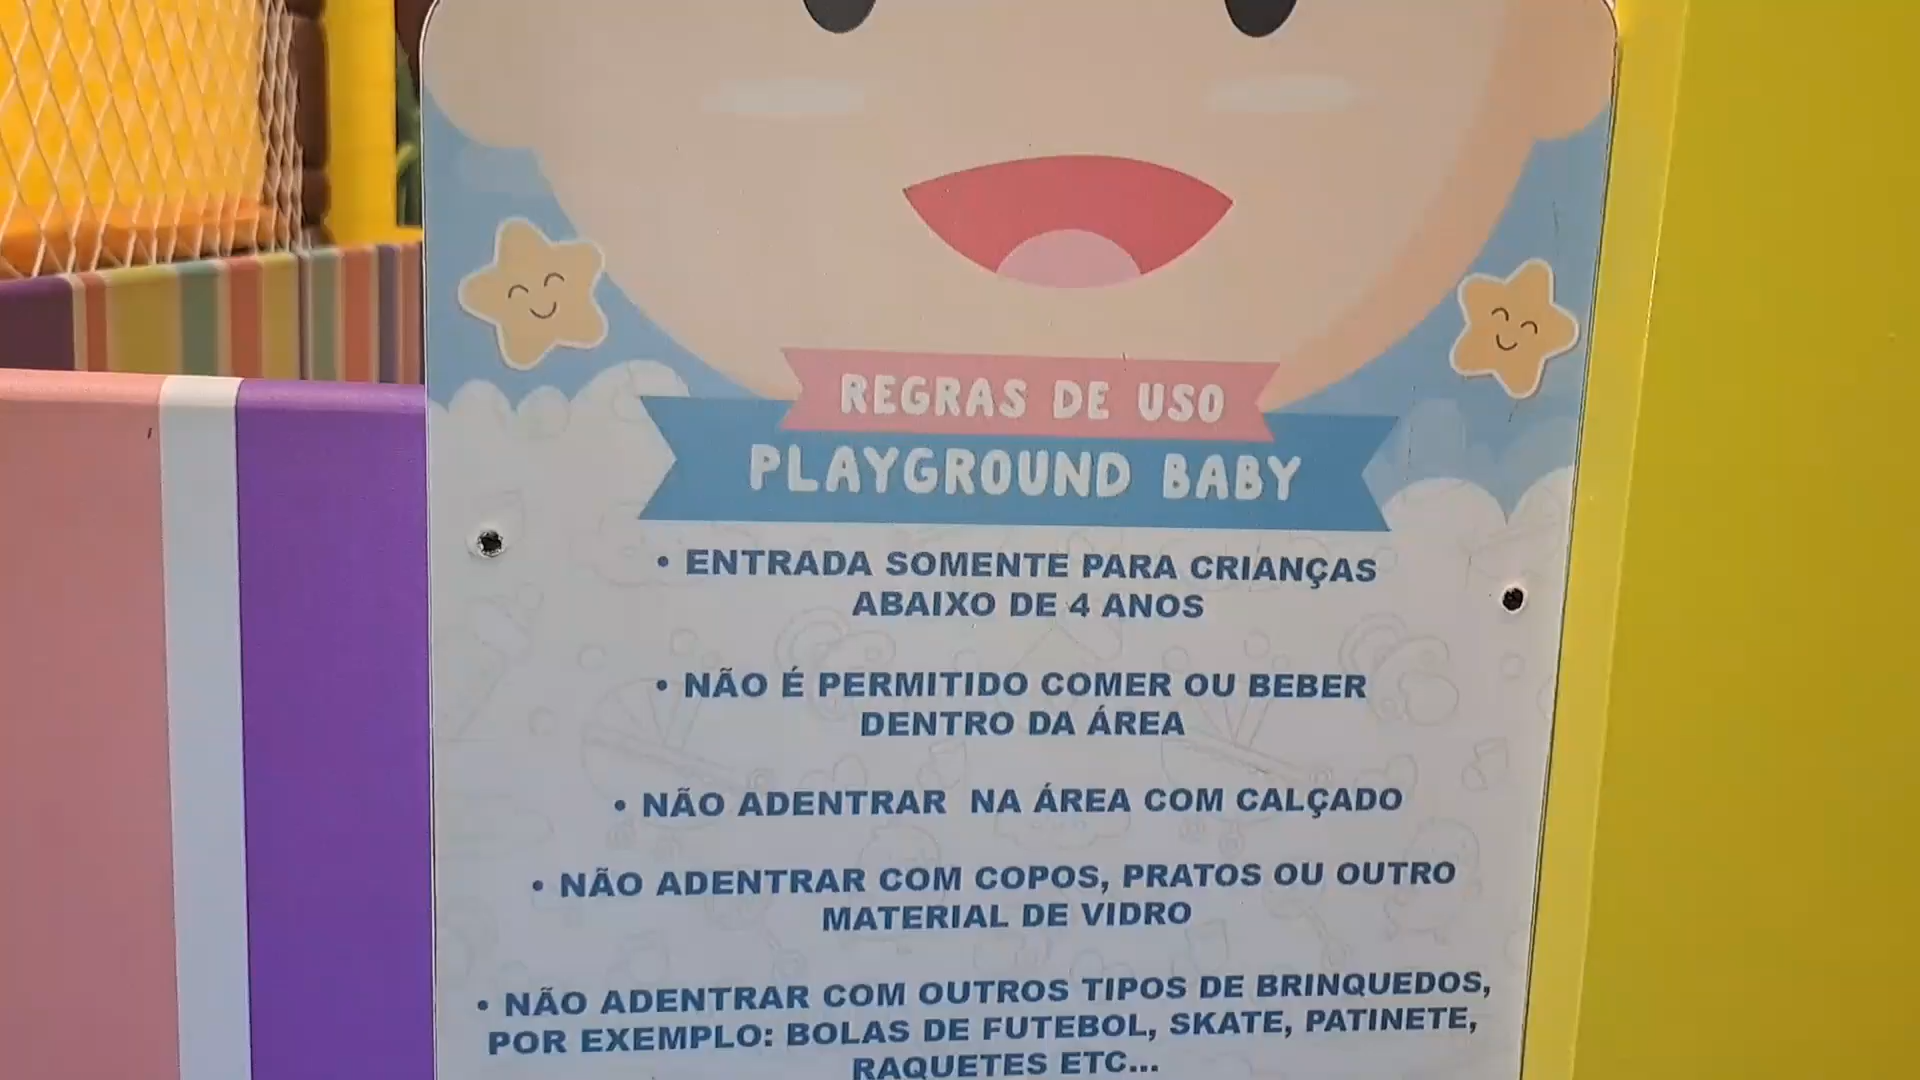 REGRAS DE USO
PLAYGROUND BABY
• ENTRADA SOMENTE PARA CRIANÇAS
ABAIXO DE 4 ANOS
• NÃO É PERMITIDO COMER OU BEBER
DENTRO DA ÁREA
• NÃO ADENTRAR NA ÁREA COM CALÇADO
• NÃO ADENTRAR COM COPOS, PRATOS OU OUTRO
MATERIAL DE VIDRO
• NÃO ADENTRAR COM OUTROS TIPOS DE BRINQUEDOS,
POR EXEMPLO: BOLAS DE FUTEBOL, SKATE, PATINETE,
RAQUETES ETC...